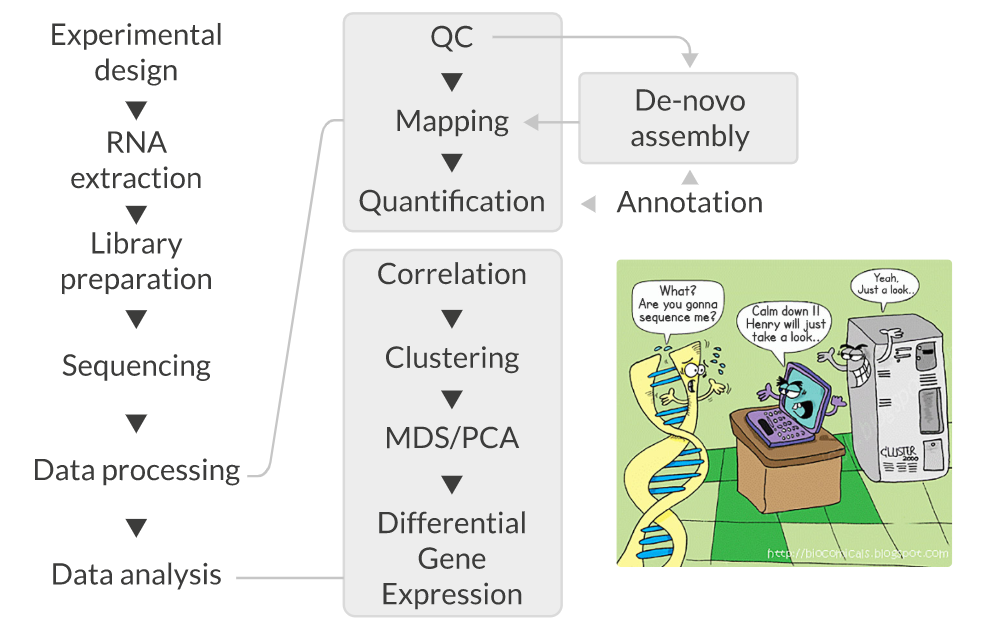 Experimental
design
RNA
extraction
Library
preparation
Sequencing
Data processing
Data analysis
QC
Mapping
Quantification
De-novo
assembly
Annotation
Correlation
Clustering
MDS/PCA
Differential
Gene
Expression
What?
Are you gonna
sequence me?
Calm down !!
Henry will just
take a look..
Yeah,
Just a look..
CLUSTER
2000
http://biocomicals.blogspot.com